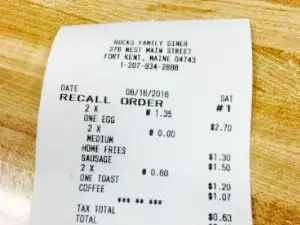 ROCKS FAMILY DINER
378 WEST MAIN STREET
FORT KENT, MAINE 04743
1-207-834-2888
DATE 06/18/2016 SAT
RECALL ORDER #1
2 X @ 1.35
ONE EGG $2.70
2 X @ 0.00
MEDIUM
HOME FRIES $1.30
SAUSAGE $1.50
2 X @ 0.60
ONE TOAST $1.20
COFFEE $1.07
*** ** ***
TAX TOTAL $0.63
TOTAL